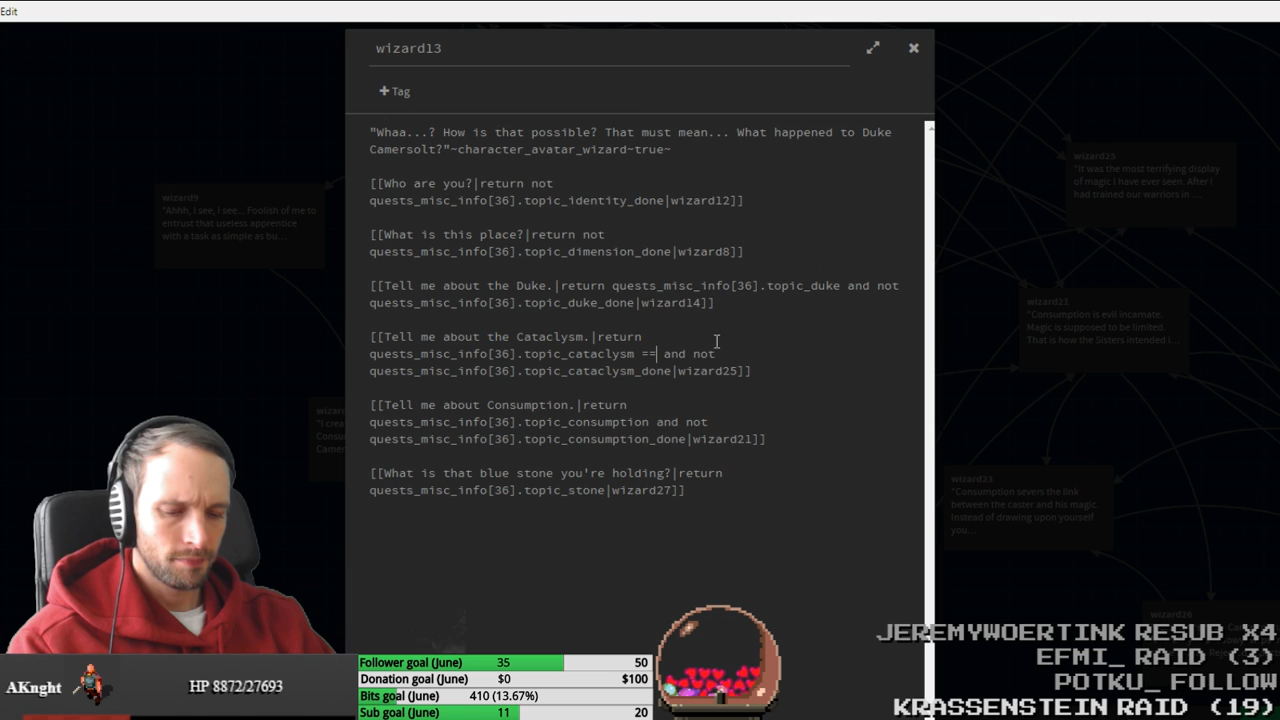 Edit
wizard13
+ Tag
"Whaa...? How is that possible? That must mean... What happened to Duke
Camersolt?"~character_avatar_wizard~true~
[[Who are you?|return not
quests_misc_info[36].topic_identity_done|wizard12]]
[[What is this place?|return not
quests_misc_info[36].topic_dimension_done|wizard8]]
[[Tell me about the Duke.|return quests_misc_info[36].topic_duke and not
quests_misc_info[36].topic_duke_done|wizard14]]
[[Tell me about the Cataclysm.|return
quests_misc_info[36].topic_cataclysm == and not
quests_misc_info[36].topic_cataclysm_done|wizard25]]
[[Tell me about Consumption.|return
quests_misc_info[36].topic_consumption and not
quests_misc_info[36].topic_consumption_done|wizard21]]
[[What is that blue stone you're holding?|return
quests_misc_info[36].topic_stone|wizard27]]
wizard9
"Ahhh, I see, I see... Foolish of me to
entrust that useless apprentice
with a task as simple as bu...
wizard25
"It was the most terrifying display
of magic I have ever seen. After I
had trained our warriors in ...
wizard21
"Consumption is evil incarnate.
Magic is supposed to be limited.
That is how the Sisters intended i...
wizard23
"Consumption severs the link
between the caster and his magic.
Instead of drawing upon yourself
you...
wizard26
AKnght
HP 8872/27693
Follower goal (June) 35 50
Donation goal (June) $0 $100
Bits goal (June) 410 (13.67%)
Sub goal (June) 11 20
JEREMYWOERTINK RESUB X4
EFMI_ RAID (3)
POTKU_ FOLLOW
KRASSENSTEIN RAID (19)